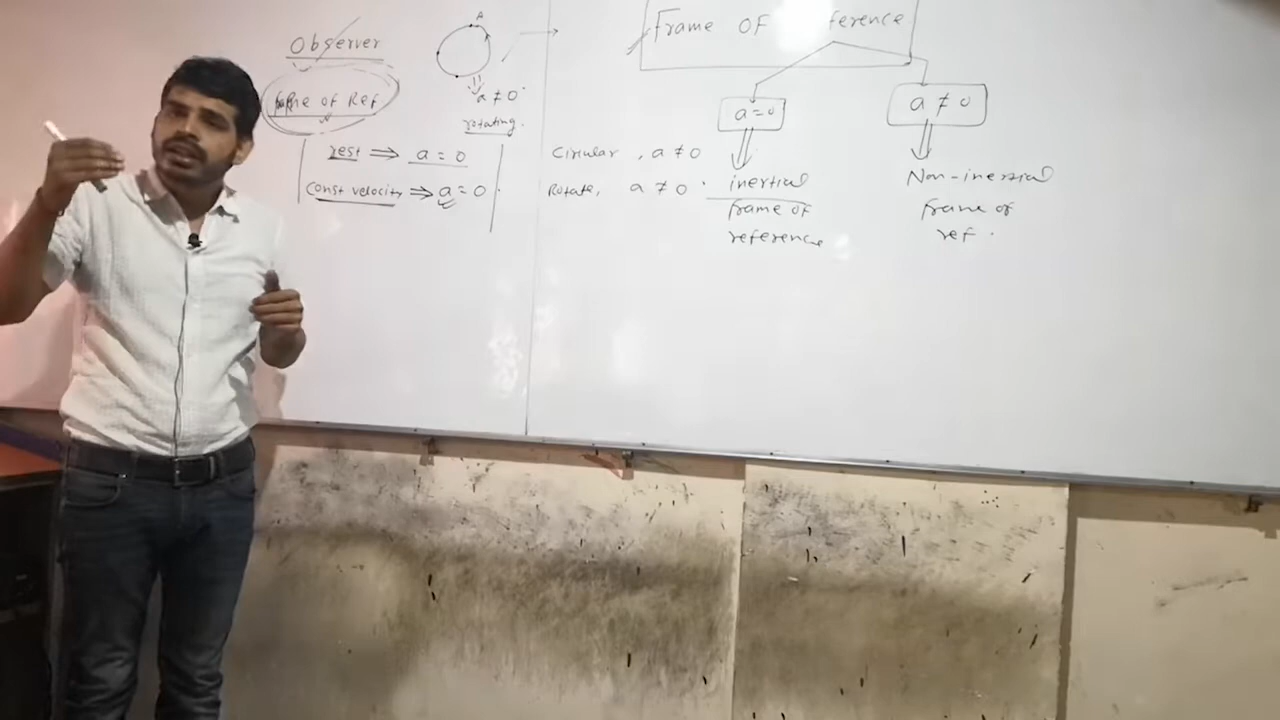 Observer
of Ref
rest ⇒ a = 0
Const velocity ⇒ a = 0
A
a ≠ 0
rotating.
Frame OF ference
a = 0
a ≠ 0
Circular, a ≠ 0
Rotate, a ≠ 0.
inertial
frame of
reference
Non-inertial
frame of
ref.